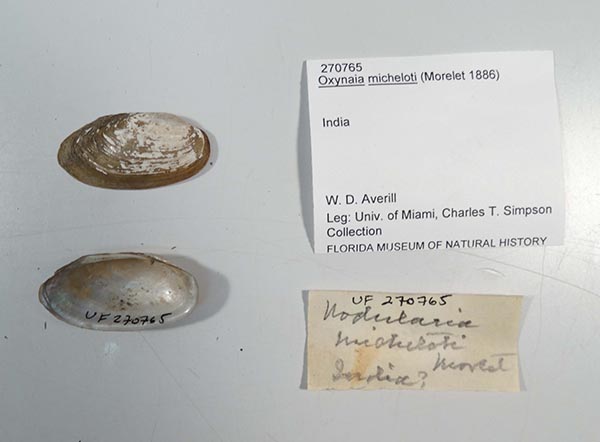 270765
Oxynaia micheloti (Morelet 1886)
India
W. D. Averill
Leg: Univ. of Miami, Charles T. Simpson
Collection
FLORIDA MUSEUM OF NATURAL HISTORY
UF 270765
UF 270765
Nodularia
micheloti
Morelet
India?